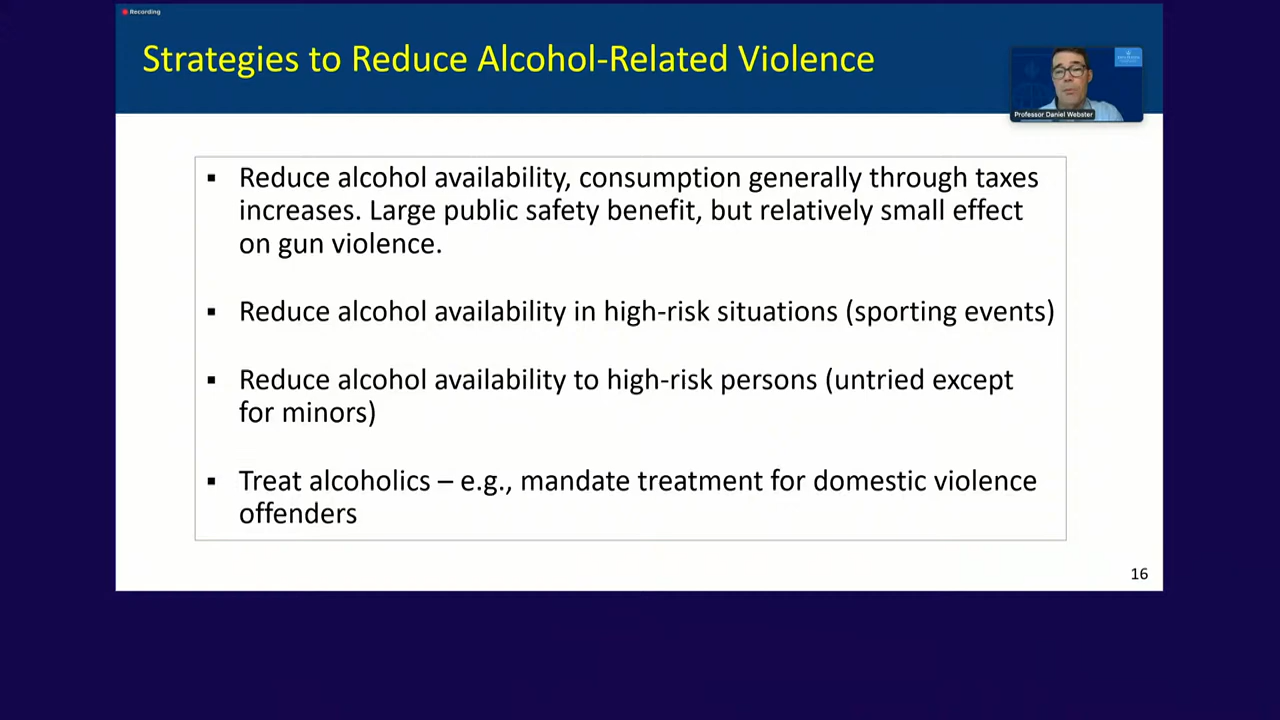 Recording
Strategies to Reduce Alcohol-Related Violence
Professor Daniel Webster
▪ Reduce alcohol availability, consumption generally through taxes
increases. Large public safety benefit, but relatively small effect
on gun violence.
▪ Reduce alcohol availability in high-risk situations (sporting events)
▪ Reduce alcohol availability to high-risk persons (untried except
for minors)
▪ Treat alcoholics – e.g., mandate treatment for domestic violence
offenders
16